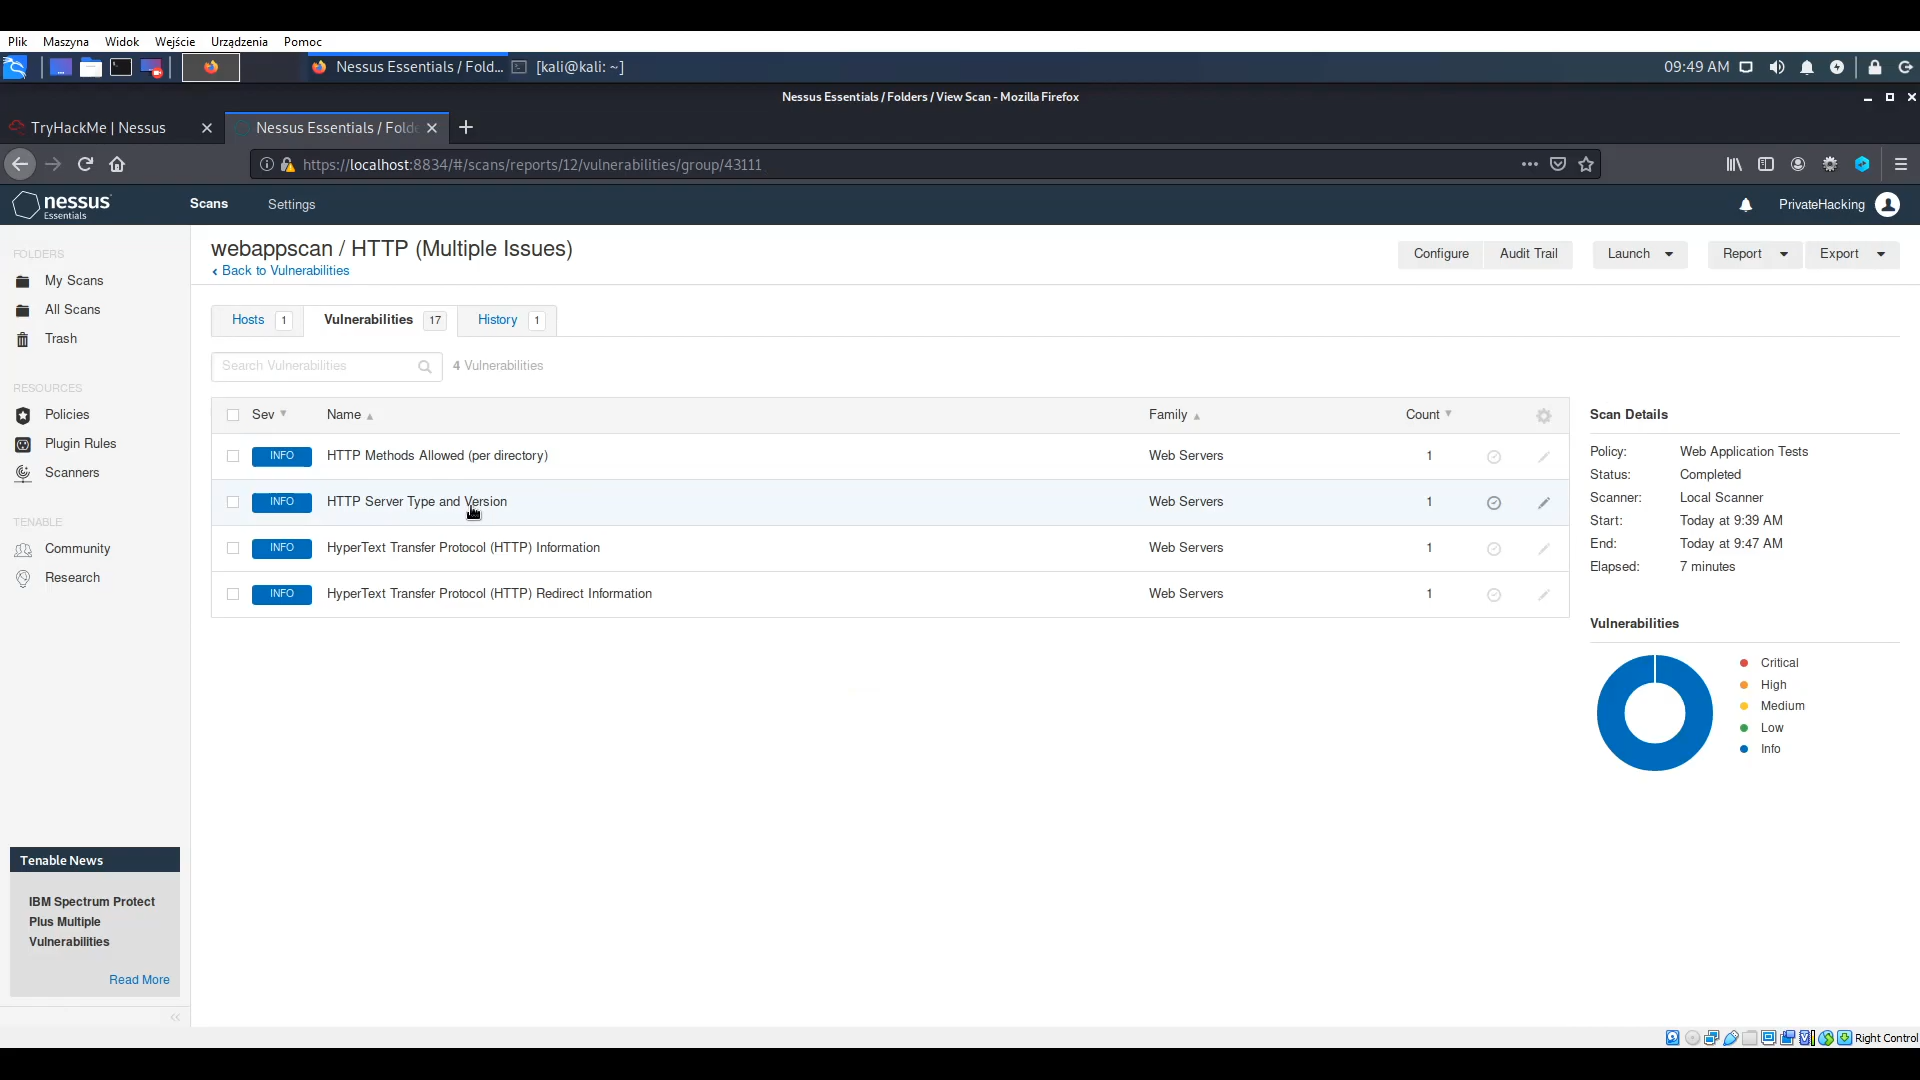 Plik Maszyna Widok Wejście Urządzenia Pomoc
Nessus Essentials / Fold... [kali@kali: ~] 09:49 AM
Nessus Essentials / Folders / View Scan - Mozilla Firefox
TryHackMe | Nessus Nessus Essentials / Folde
https://localhost:8834/#/scans/reports/12/vulnerabilities/group/43111
nessus Essentials Scans Settings PrivateHacking
FOLDERS
My Scans
All Scans
Trash
RESOURCES
Policies
Plugin Rules
Scanners
TENABLE
Community
Research
Tenable News
IBM Spectrum Protect
Plus Multiple
Vulnerabilities
Read More
webappscan / HTTP (Multiple Issues)
‹ Back to Vulnerabilities
Configure Audit Trail Launch Report Export
Hosts 1 Vulnerabilities 17 History 1
Search Vulnerabilities 4 Vulnerabilities
Sev Name Family Count
INFO HTTP Methods Allowed (per directory) Web Servers 1
INFO HTTP Server Type and Version Web Servers 1
INFO HyperText Transfer Protocol (HTTP) Information Web Servers 1
INFO HyperText Transfer Protocol (HTTP) Redirect Information Web Servers 1
Scan Details
Policy: Web Application Tests
Status: Completed
Scanner: Local Scanner
Start: Today at 9:39 AM
End: Today at 9:47 AM
Elapsed: 7 minutes
Vulnerabilities
Critical
High
Medium
Low
Info
Right Control